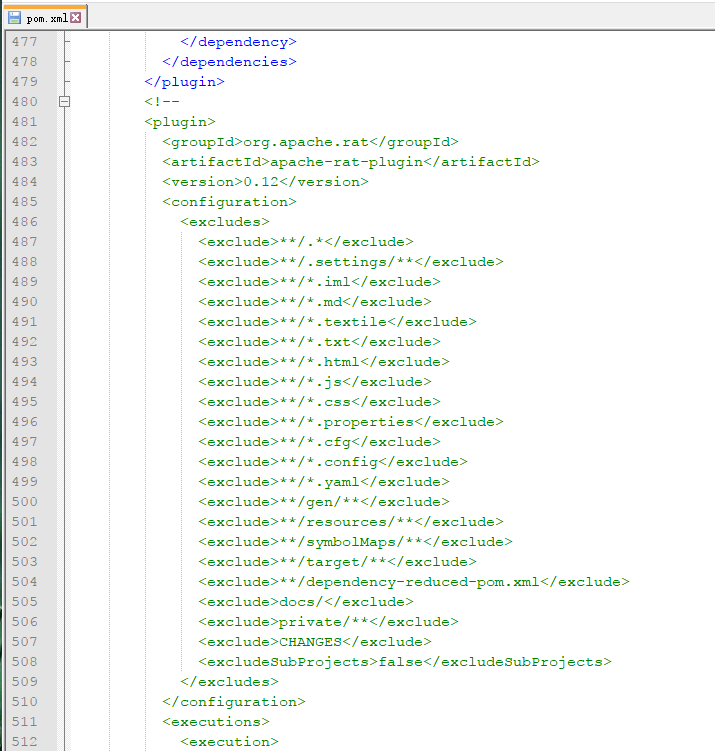 pom.xml
477 </dependency>
478 </dependencies>
479 </plugin>
480 <!--
481 <plugin>
482 <groupId>org.apache.rat</groupId>
483 <artifactId>apache-rat-plugin</artifactId>
484 <version>0.12</version>
485 <configuration>
486 <excludes>
487 <exclude>**/.*</exclude>
488 <exclude>**/.settings/**</exclude>
489 <exclude>**/*.iml</exclude>
490 <exclude>**/*.md</exclude>
491 <exclude>**/*.textile</exclude>
492 <exclude>**/*.txt</exclude>
493 <exclude>**/*.html</exclude>
494 <exclude>**/*.js</exclude>
495 <exclude>**/*.css</exclude>
496 <exclude>**/*.properties</exclude>
497 <exclude>**/*.cfg</exclude>
498 <exclude>**/*.config</exclude>
499 <exclude>**/*.yaml</exclude>
500 <exclude>**/gen/**</exclude>
501 <exclude>**/resources/**</exclude>
502 <exclude>**/symbolMaps/**</exclude>
503 <exclude>**/target/**</exclude>
504 <exclude>**/dependency-reduced-pom.xml</exclude>
505 <exclude>docs/</exclude>
506 <exclude>private/**</exclude>
507 <exclude>CHANGES</exclude>
508 <excludeSubProjects>false</excludeSubProjects>
509 </excludes>
510 </configuration>
511 <executions>
512 <execution>